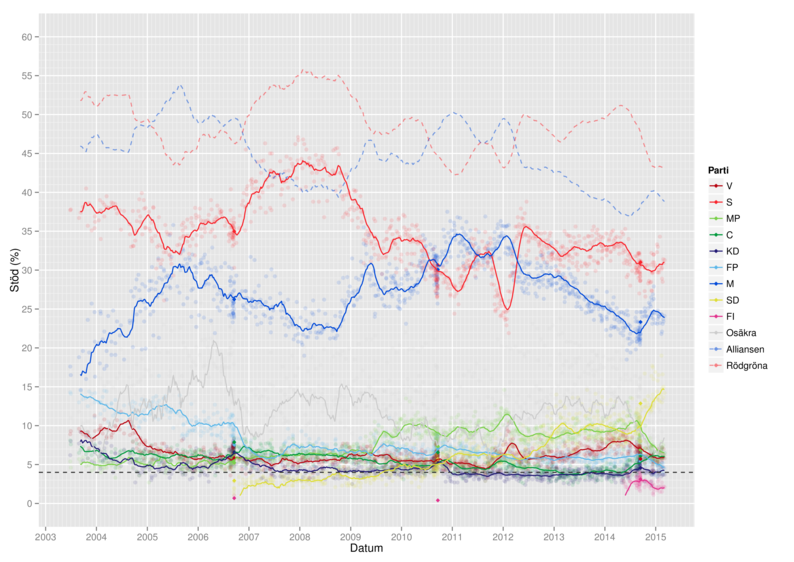 60
55
50
45
40
35
30
25
20
15
10
5
0
Stöd (%)
2003 2004 2005 2006 2007 2008 2009 2010 2011 2012 2013 2014 2015
Datum
Parti
V
S
MP
C
KD
FP
M
SD
FI
Osäkra
Alliansen
Rödgröna